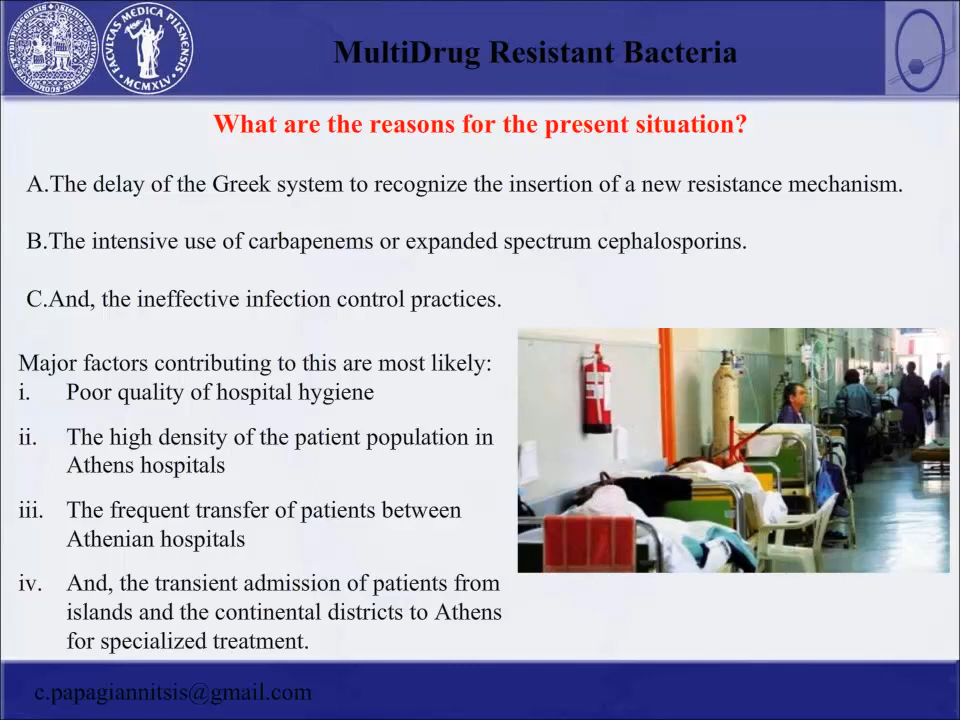 MultiDrug Resistant Bacteria
FACVLTAS MEDICA PILSNENSIS
MCMXLV
What are the reasons for the present situation?
A.The delay of the Greek system to recognize the insertion of a new resistance mechanism.
B.The intensive use of carbapenems or expanded spectrum cephalosporins.
C.And, the ineffective infection control practices.
Major factors contributing to this are most likely:
i. Poor quality of hospital hygiene
ii. The high density of the patient population in
Athens hospitals
iii. The frequent transfer of patients between
Athenian hospitals
iv. And, the transient admission of patients from
islands and the continental districts to Athens
for specialized treatment.
c.papagiannitsis@gmail.com